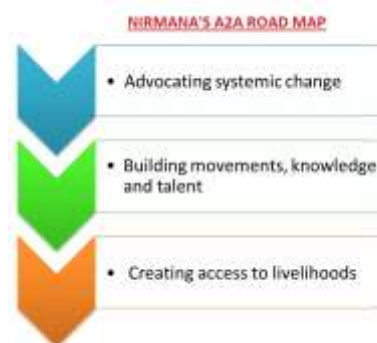 NIRMANA'S A2A ROAD MAP
• Advocating systemic change
• Building movements, knowledge
and talent
• Creating access to livelihoods